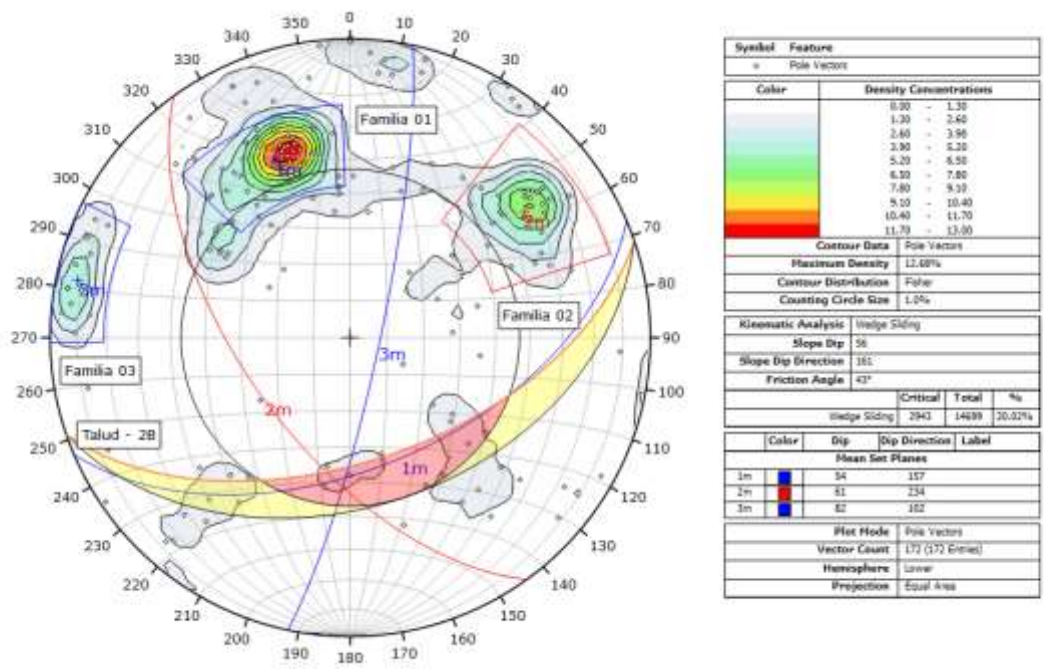 0
10
20
30
40
50
60
70
80
90
100
110
120
130
140
150
160
170
180
190
200
210
220
230
240
250
260
270
280
290
300
310
320
330
340
350
Familia 01
Familia 02
Familia 03
Talud - 2B
1m
2m
3m
1m
2m
3m
Symbol Feature
Pole Vectors
Color Density Concentrations
0.00 - 1.30
1.30 - 2.60
2.60 - 3.90
3.90 - 5.20
5.20 - 6.50
6.50 - 7.80
7.80 - 9.10
9.10 - 10.40
10.40 - 11.70
11.70 - 13.00
Contour Data Pole Vectors
Maximum Density 12.68%
Contour Distribution Fisher
Counting Circle Size 1.0%
Kinematic Analysis Wedge Sliding
Slope Dip 56
Slope Dip Direction 161
Friction Angle 43°
Critical Total %
Wedge Sliding 2943 14699 20.02%
Color Dip Dip Direction Label
Mean Set Planes
1m 54 157
2m 61 234
3m 82 102
Plot Mode Pole Vectors
Vector Count 172 (172 Entries)
Hemisphere Lower
Projection Equal Area